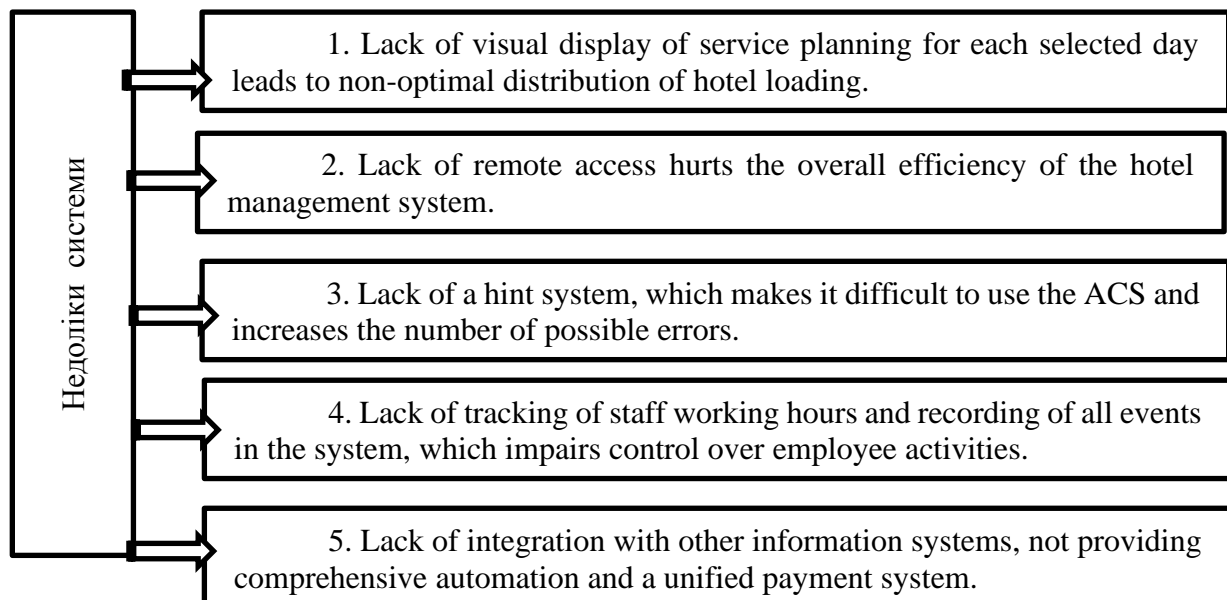 Недоліки системи
1. Lack of visual display of service planning for each selected day
leads to non-optimal distribution of hotel loading.
2. Lack of remote access hurts the overall efficiency of the hotel
management system.
3. Lack of a hint system, which makes it difficult to use the ACS and
increases the number of possible errors.
4. Lack of tracking of staff working hours and recording of all events
in the system, which impairs control over employee activities.
5. Lack of integration with other information systems, not providing
comprehensive automation and a unified payment system.